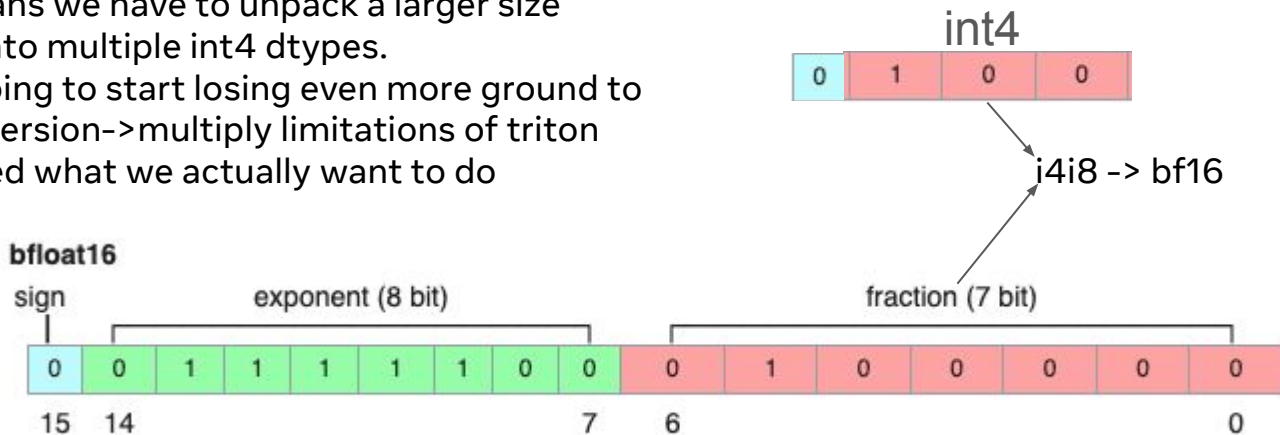 ans we have to unpack a larger size
nto multiple int4 dtypes.
ing to start losing even more ground to
ersion->multiply limitations of triton
ed what we actually want to do
int4
0 1 0 0
i4i8 -> bf16
bfloat16
sign exponent (8 bit) fraction (7 bit)
0 0 1 1 1 1 1 0 0 0 1 0 0 0 0 0
15 14 7 6 0